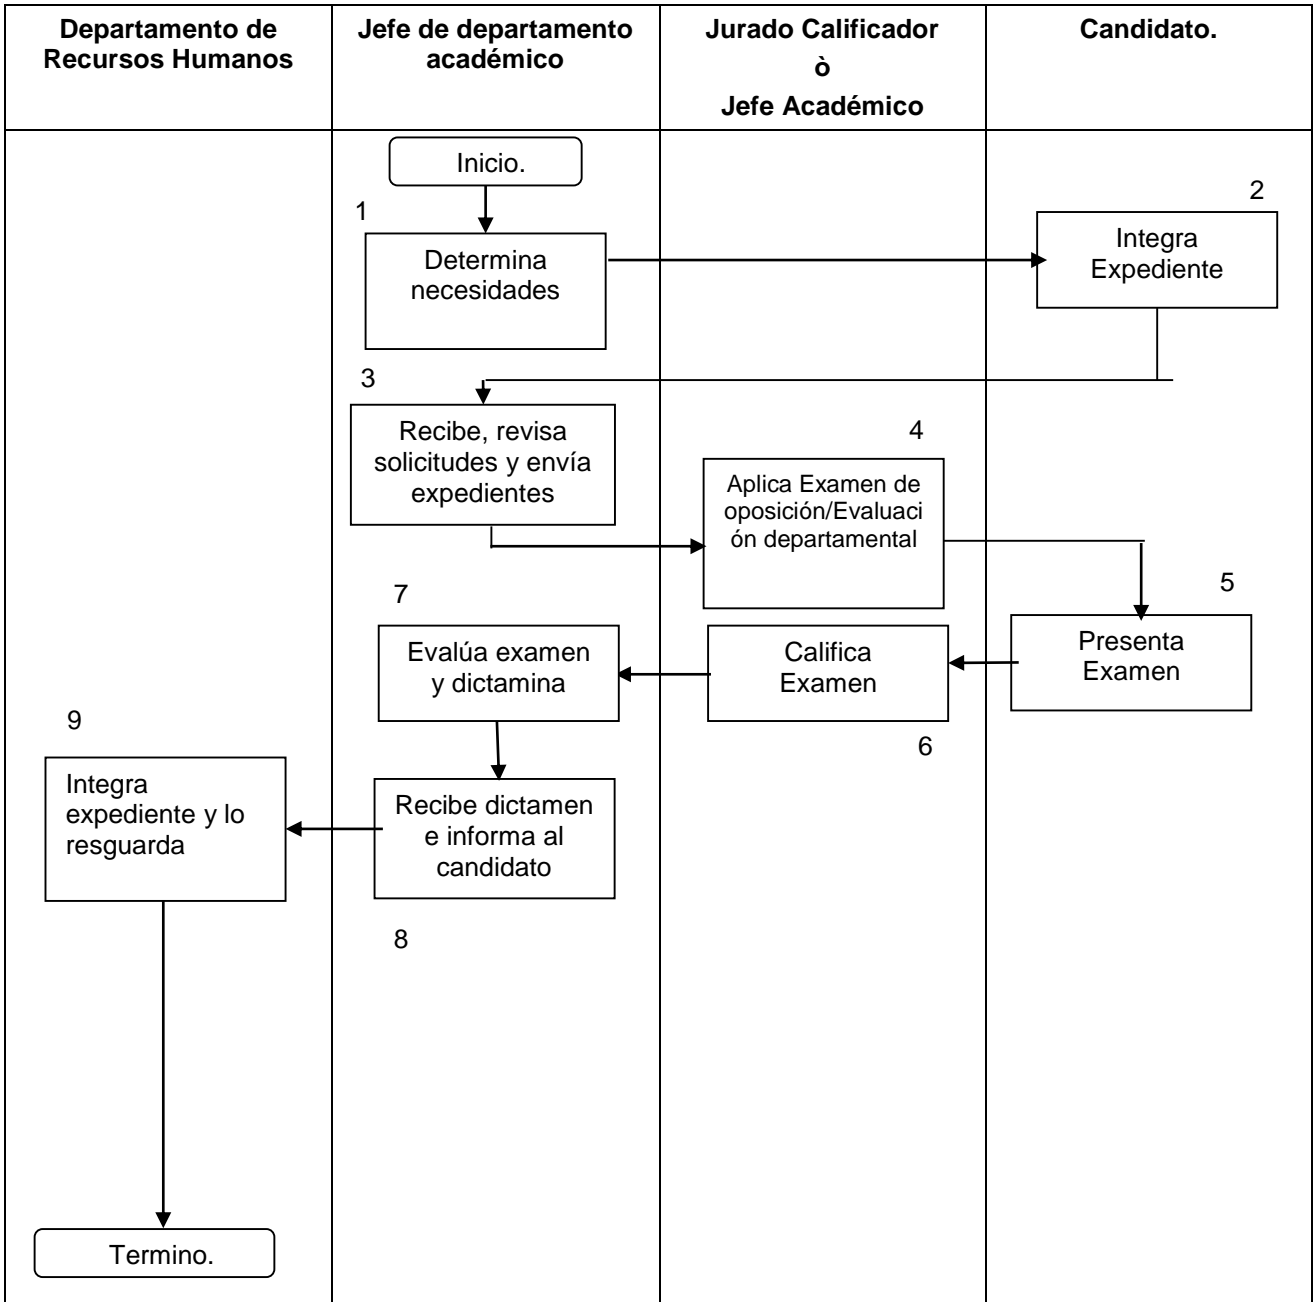 Departamento de
Recursos Humanos
Jefe de departamento
académico
Jurado Calificador
ò
Jefe Académico
Candidato.
Inicio.
1
Determina
necesidades
2
Integra
Expediente
3
Recibe, revisa
solicitudes y envía
expedientes
4
Aplica Examen de
oposición/Evaluaci
ón departamental
5
Presenta
Examen
Califica
Examen
6
7
Evalúa examen
y dictamina
Recibe dictamen
e informa al
candidato
8
9
Integra
expediente y lo
resguarda
Termino.